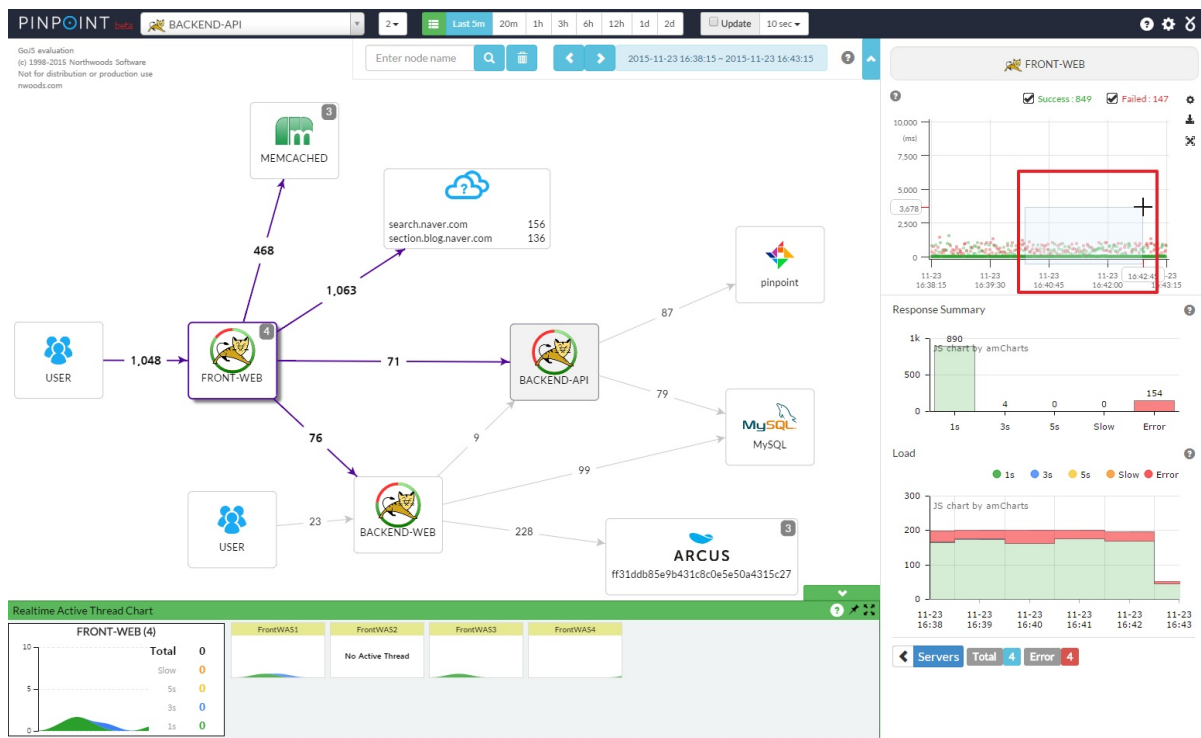 PINPOINT beta
BACKEND-API
2
Last 5m 20m 1h 3h 6h 12h 1d 2d
Update 10 sec
GoJS evaluation
(c) 1998-2015 Northwoods Software
Not for distribution or production use
nwoods.com
Enter node name
2015-11-23 16:38:15 ~ 2015-11-23 16:43:15
3
MEMCACHED
search.naver.com 156
section.blog.naver.com 136
468
1,063
pinpoint
87
USER
1,048
4
FRONT-WEB
71
BACKEND-API
79
MySQL
MySQL
76
9
99
USER
23
BACKEND-WEB
228
3
ARCUS
ff31ddb85e9b431c8c0e5e50a4315c27
Realtime Active Thread Chart
FRONT-WEB (4)
10
5
0
Total 0
Slow 0
5s 0
3s 0
1s 0
FrontWAS1
FrontWAS2
No Active Thread
FrontWAS3
FrontWAS4
FRONT-WEB
Success : 849 Failed : 147
10,000
(ms)
7,500
5,000
3,678
2,500
0
11-23
16:38:15
11-23
16:39:30
11-23
16:40:45
11-23
16:42:00
16:42:45
-23
16:43:15
Response Summary
JS chart by amCharts
1k
500
0
890
4
0
0
154
1s 3s 5s Slow Error
Load
1s 3s 5s Slow Error
JS chart by amCharts
300
200
100
0
11-23
16:38
11-23
16:39
11-23
16:40
11-23
16:41
11-23
16:42
11-23
16:43
Servers Total 4 Error 4